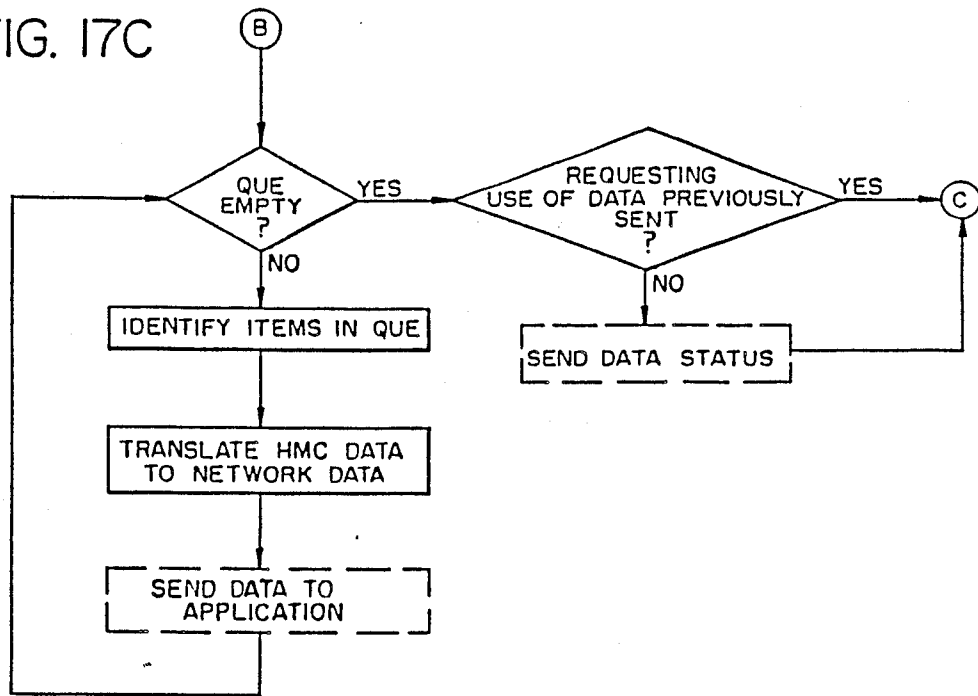 FIG. 17C
B
QUE
EMPTY
?
YES
NO
REQUESTING
USE OF DATA PREVIOUSLY
SENT
?
YES
C
NO
IDENTIFY ITEMS IN QUE
SEND DATA STATUS
TRANSLATE HMC DATA
TO NETWORK DATA
SEND DATA TO
APPLICATION